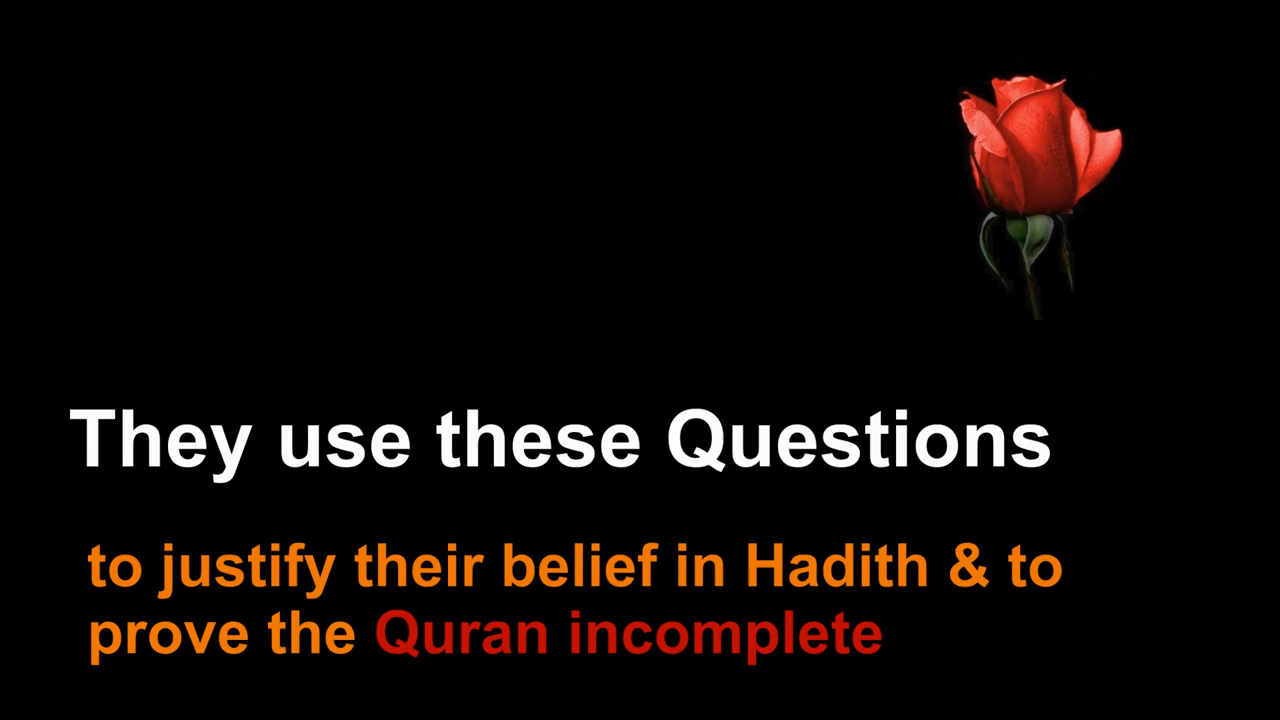 They use these Questions
to justify their belief in Hadith & to
prove the Quran incomplete